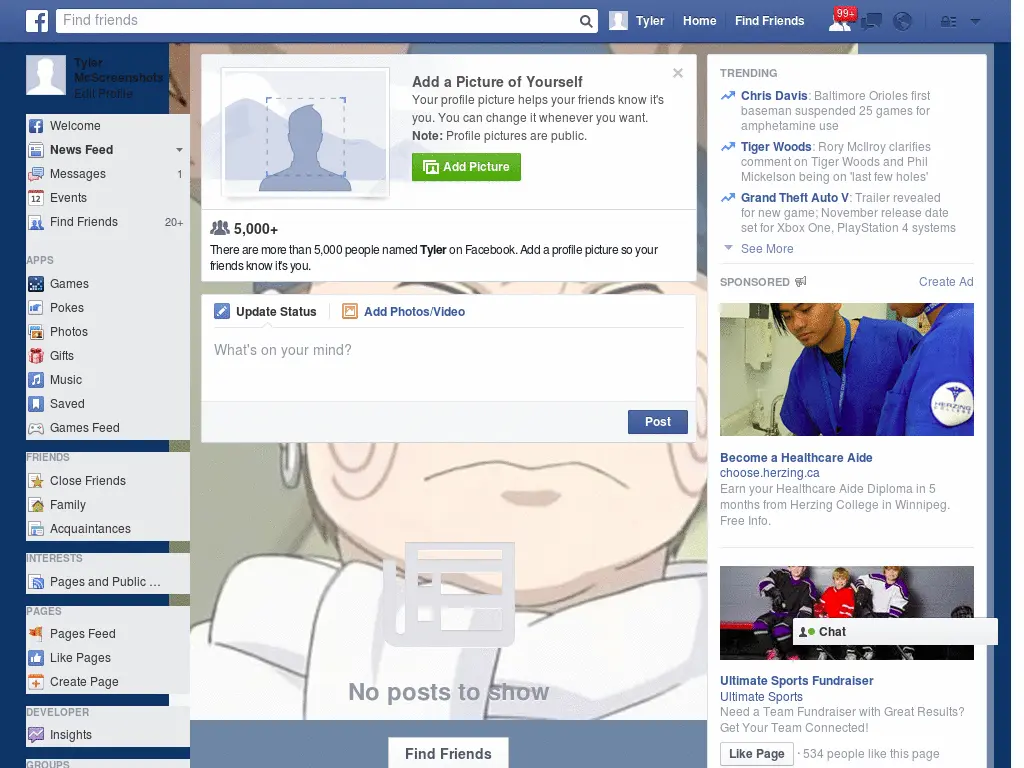 Find friends
Tyler
Home
Find Friends
99+
Tyler
McScreenshots
Edit Profile
Welcome
News Feed
Messages 1
12 Events
Find Friends 20+
APPS
Games
Pokes
Photos
Gifts
Music
Saved
Games Feed
FRIENDS
Close Friends
Family
Acquaintances
INTERESTS
Pages and Public ...
PAGES
Pages Feed
Like Pages
Create Page
DEVELOPER
Insights
GROUPS
Add a Picture of Yourself
Your profile picture helps your friends know it's
you. You can change it whenever you want.
Note: Profile pictures are public.
Add Picture
5,000+
There are more than 5,000 people named Tyler on Facebook. Add a profile picture so your
friends know it's you.
Update Status
Add Photos/Video
What's on your mind?
Post
No posts to show
Find Friends
TRENDING
Chris Davis: Baltimore Orioles first
baseman suspended 25 games for
amphetamine use
Tiger Woods: Rory McIlroy clarifies
comment on Tiger Woods and Phil
Mickelson being on 'last few holes'
Grand Theft Auto V: Trailer revealed
for new game; November release date
set for Xbox One, PlayStation 4 systems
See More
SPONSORED
Create Ad
HERZING
COLLEGE
Become a Healthcare Aide
choose.herzing.ca
Earn your Healthcare Aide Diploma in 5
months from Herzing College in Winnipeg.
Free Info.
Chat
Ultimate Sports Fundraiser
Ultimate Sports
Need a Team Fundraiser with Great Results?
Get Your Team Connected!
Like Page · 534 people like this page